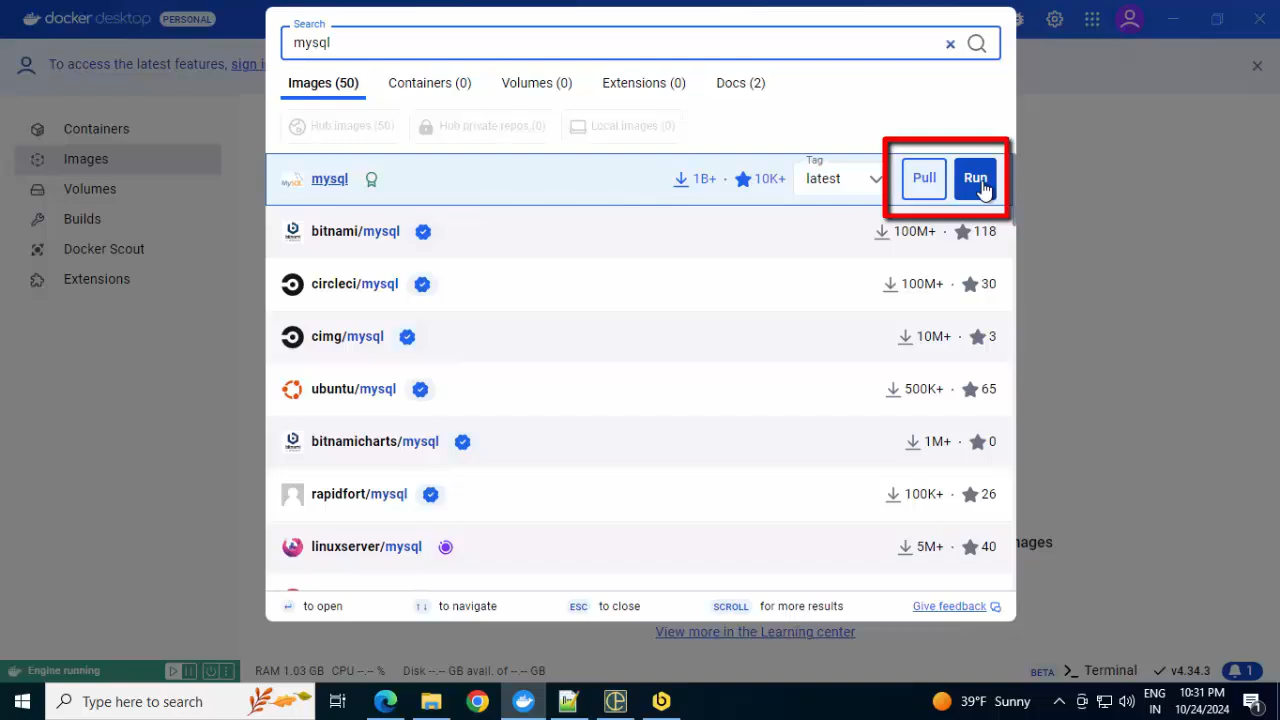 docker desktop PERSONAL
Search
mysql
To access the latest features, sign i
Images (50) Containers (0) Volumes (0) Extensions (0) Docs (2)
Hub images (50) Hub private repos (0) Local images (0)
Containers
Images
Volumes
Builds
Docker Scout
Extensions
Tag
mysql 1B+ · 10K+ latest Pull Run
bitnami/mysql 100M+ · 118
circleci/mysql 100M+ · 30
cimg/mysql 10M+ · 3
ubuntu/mysql 500K+ · 65
bitnamicharts/mysql 1M+ · 0
rapidfort/mysql 100K+ · 26
linuxserver/mysql 5M+ · 40
mages
to open ↑↓ to navigate ESC to close SCROLL for more results Give feedback
View more in the Learning center
Engine running RAM 1.03 GB CPU --.-- % Disk --.-- GB avail. of --.-- GB BETA >_ Terminal v4.34.3 1
Type here to search 39°F Sunny ENG IN 10:31 PM 10/24/2024 1